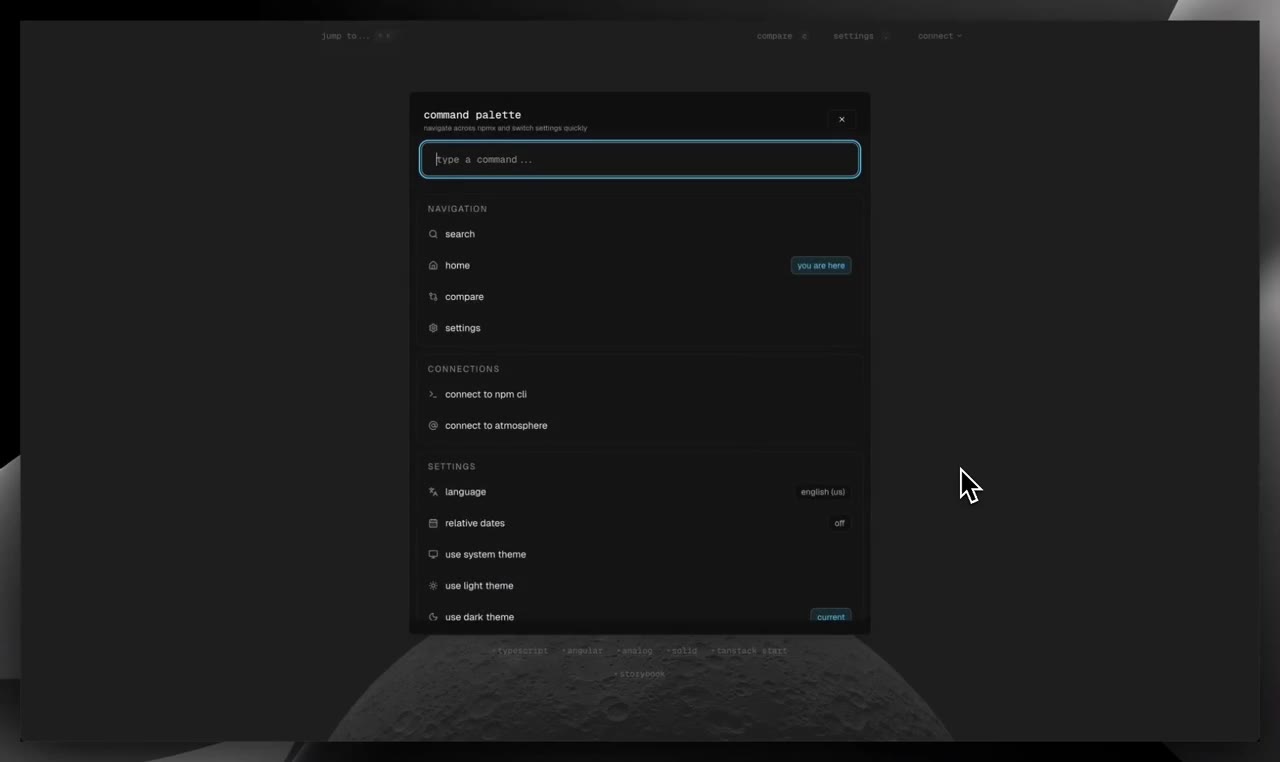 jump to... ⌘ K
compare c settings , connect
command palette
navigate across npmx and switch settings quickly
type a command...
NAVIGATION
search
home you are here
compare
settings
CONNECTIONS
connect to npm cli
connect to atmosphere
SETTINGS
language english (us)
relative dates off
use system theme
use light theme
use dark theme current
typescript angular analog solid tanstack start
storybook